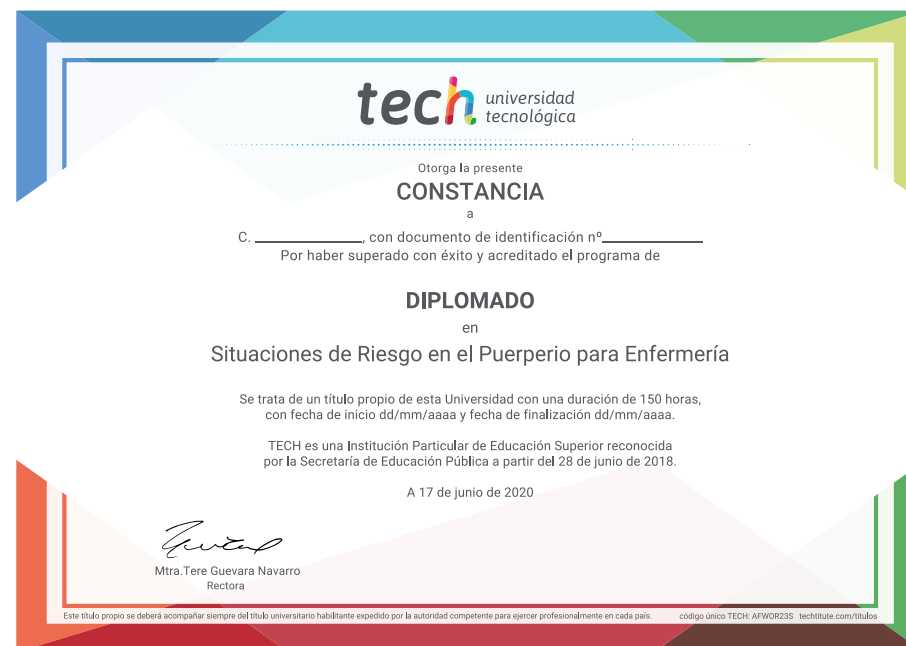 tech universidad
tecnológica
Otorga la presente
CONSTANCIA
a
C. ____________, con documento de identificación nº____________
Por haber superado con éxito y acreditado el programa de
DIPLOMADO
en
Situaciones de Riesgo en el Puerperio para Enfermería
Se trata de un título propio de esta Universidad con una duración de 150 horas,
con fecha de inicio dd/mm/aaaa y fecha de finalización dd/mm/aaaa.
TECH es una Institución Particular de Educación Superior reconocida
por la Secretaría de Educación Pública a partir del 28 de junio de 2018.
A 17 de junio de 2020
Mtra.Tere Guevara Navarro
Rectora
Este título propio se deberá acompañar siempre del título universitario habilitante expedido por la autoridad competente para ejercer profesionalmente en cada país. código único TECH: AFWOR23S techtitute.com/titulos